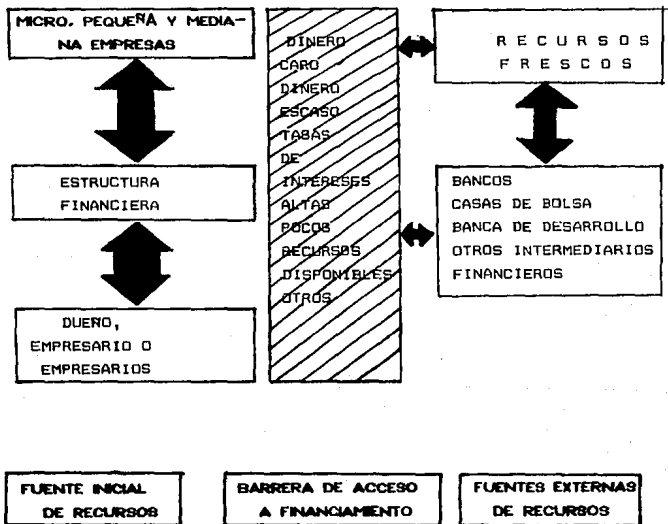 MICRO, PEQUEÑA Y MEDIA-
NA EMPRESAS
ESTRUCTURA
FINANCIERA
DUEÑO,
EMPRESARIO O
EMPRESARIOS
DINERO
CARO
DINERO
ESCASO
TASAS
DE
INTERESES
ALTAS
POCOS
RECURSOS
DISPONIBLES
OTROS
RECURSOS
FRESCOS
BANCOS
CASAS DE BOLSA
BANCA DE DESARROLLO
OTROS INTERMEDIARIOS
FINANCIEROS
FUENTE INICIAL
DE RECURSOS
BARRERA DE ACCESO
A FINANCIAMIENTO
FUENTES EXTERNAS
DE RECURSOS